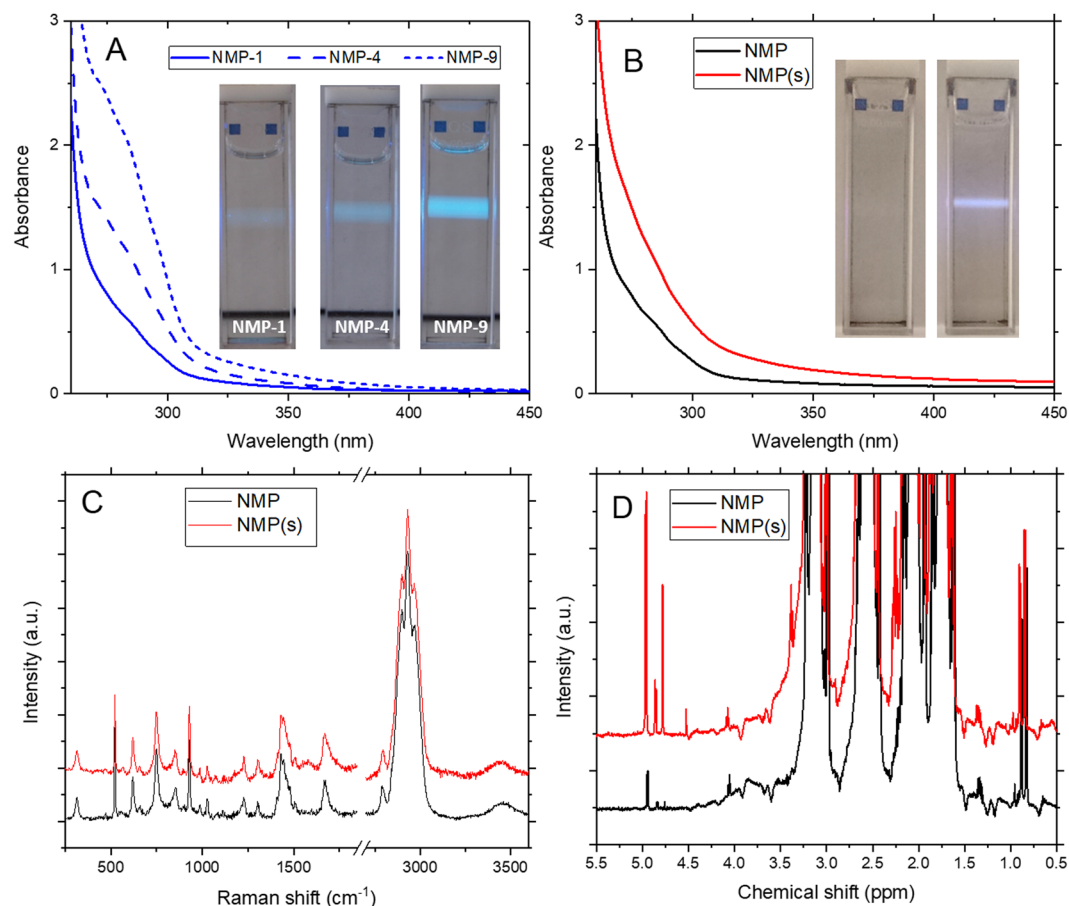 A
NMP-1 NMP-4 NMP-9
3
2
1
0
Absorbance
NMP-1 NMP-4 NMP-9
300 350 400 450
Wavelength (nm)
B
NMP
NMP(s)
3
2
1
0
Absorbance
300 350 400 450
Wavelength (nm)
C
NMP
NMP(s)
Intensity (a.u.)
500 1000 1500 3000 3500
Raman shift (cm-1)
D
NMP
NMP(s)
Intensity (a.u.)
5.5 5.0 4.5 4.0 3.5 3.0 2.5 2.0 1.5 1.0 0.5
Chemical shift (ppm)